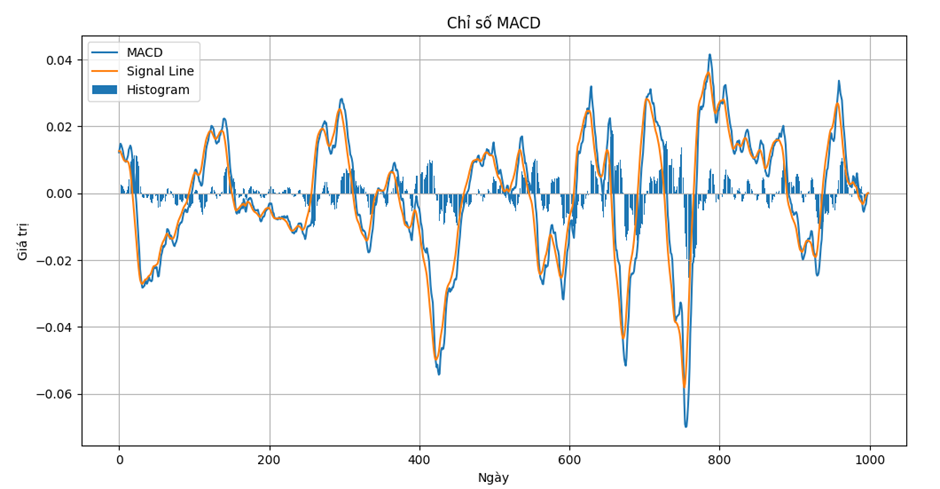 Chỉ số MACD
MACD
Signal Line
Histogram
Giá trị
0.04
0.02
0.00
−0.02
−0.04
−0.06
0 200 400 600 800 1000
Ngày